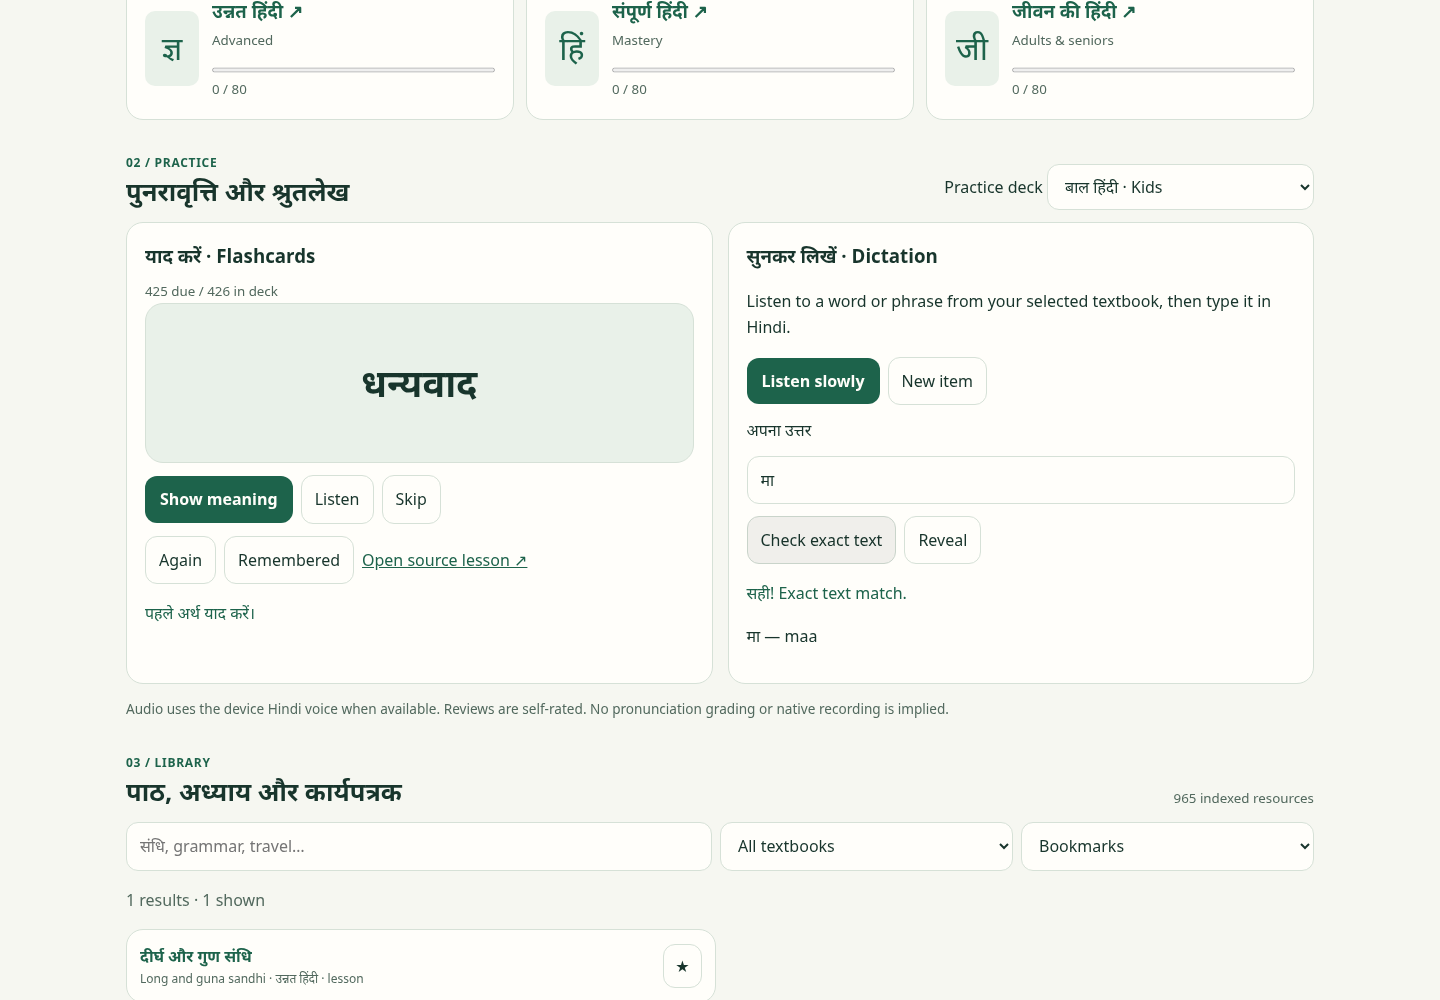 ज्ञ
उन्नत हिंदी ↗
Advanced
0 / 80
हिं
संपूर्ण हिंदी ↗
Mastery
0 / 80
जी
जीवन की हिंदी ↗
Adults & seniors
0 / 80
02 / PRACTICE
पुनरावृत्ति और श्रुतलेख
Practice deck
बाल हिंदी · Kids
याद करें · Flashcards
425 due / 426 in deck
धन्यवाद
Show meaning
Listen
Skip
Again
Remembered
Open source lesson ↗
पहले अर्थ याद करें।
सुनकर लिखें · Dictation
Listen to a word or phrase from your selected textbook, then type it in
Hindi.
Listen slowly
New item
अपना उत्तर
मा
Check exact text
Reveal
सही! Exact text match.
मा — maa
Audio uses the device Hindi voice when available. Reviews are self-rated. No pronunciation grading or native recording is implied.
03 / LIBRARY
पाठ, अध्याय और कार्यपत्रक
965 indexed resources
संधि, grammar, travel…
All textbooks
Bookmarks
1 results · 1 shown
दीर्घ और गुण संधि
Long and guna sandhi · उन्नत हिंदी · lesson
★